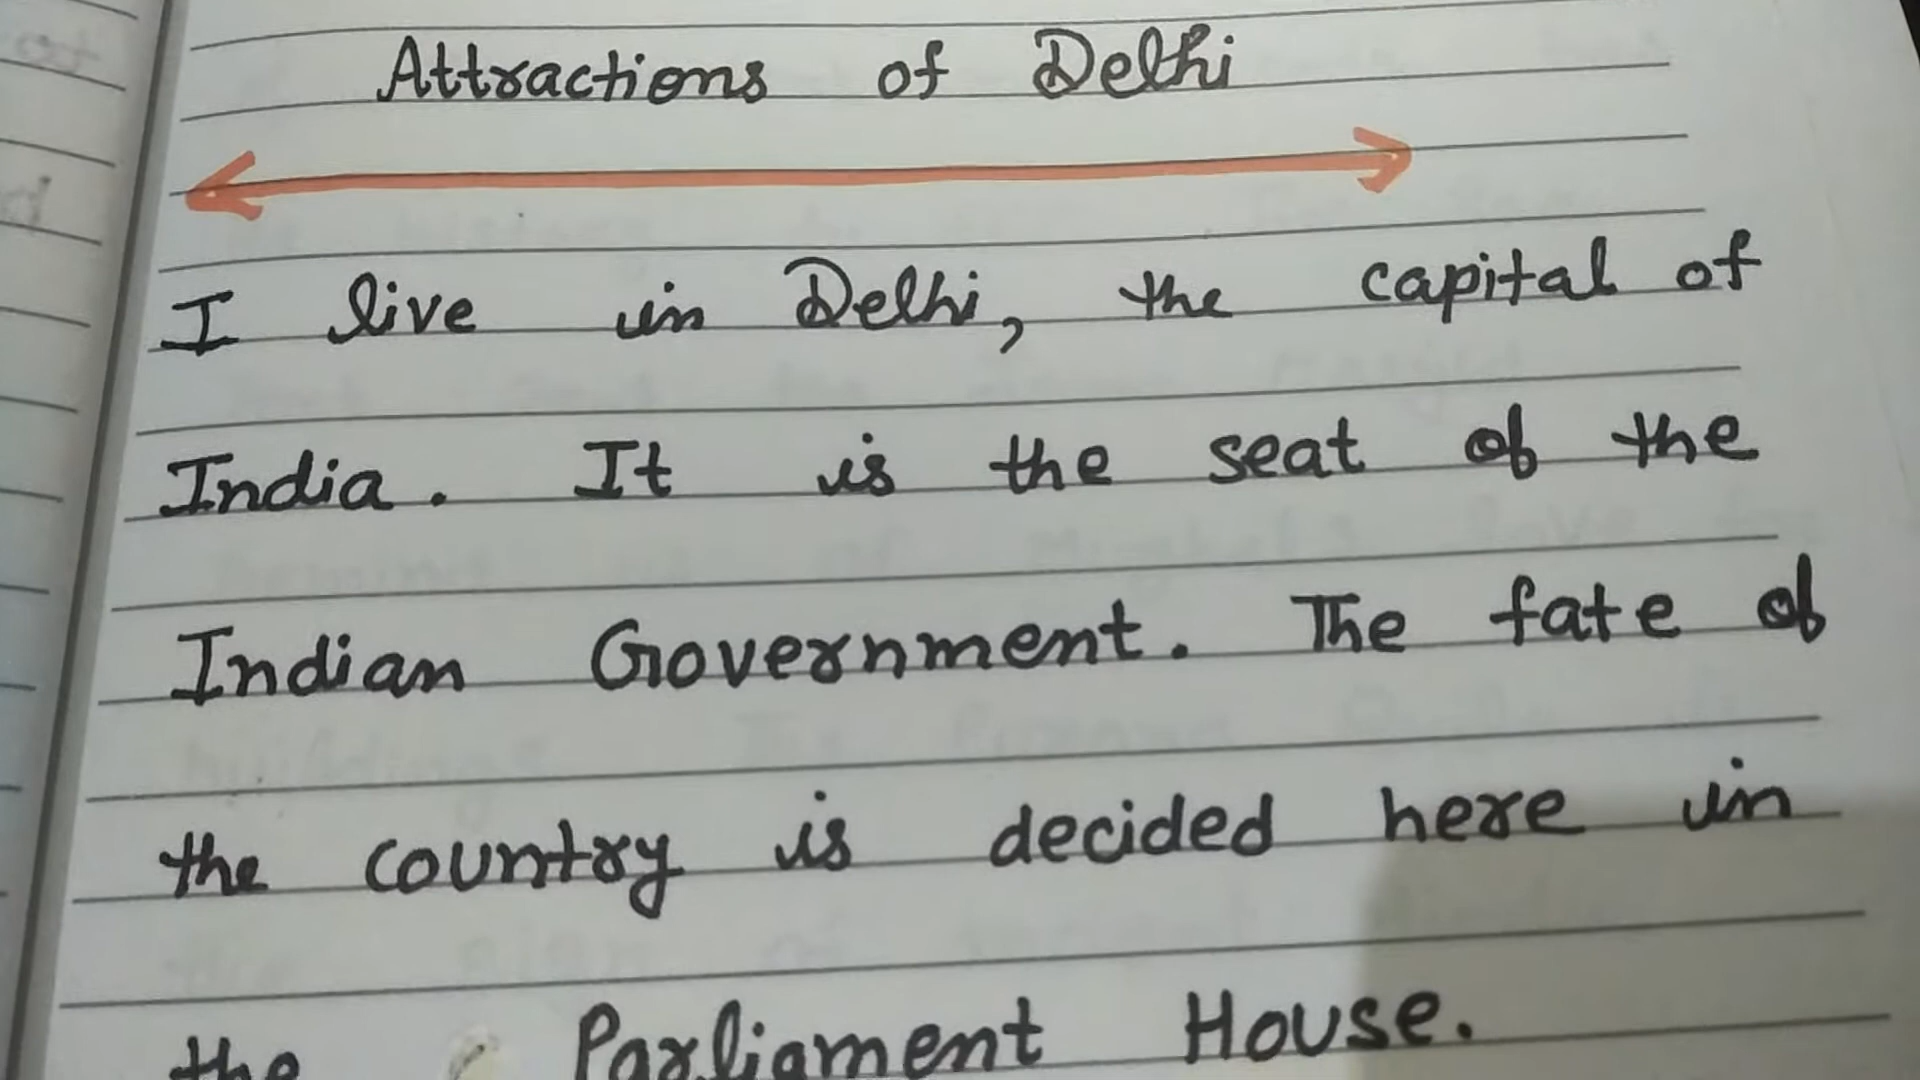 Attractions of Delhi
I live in Delhi, the capital of
India. It is the seat of the
Indian Government. The fate of
the country is decided here in
the Parliament House.